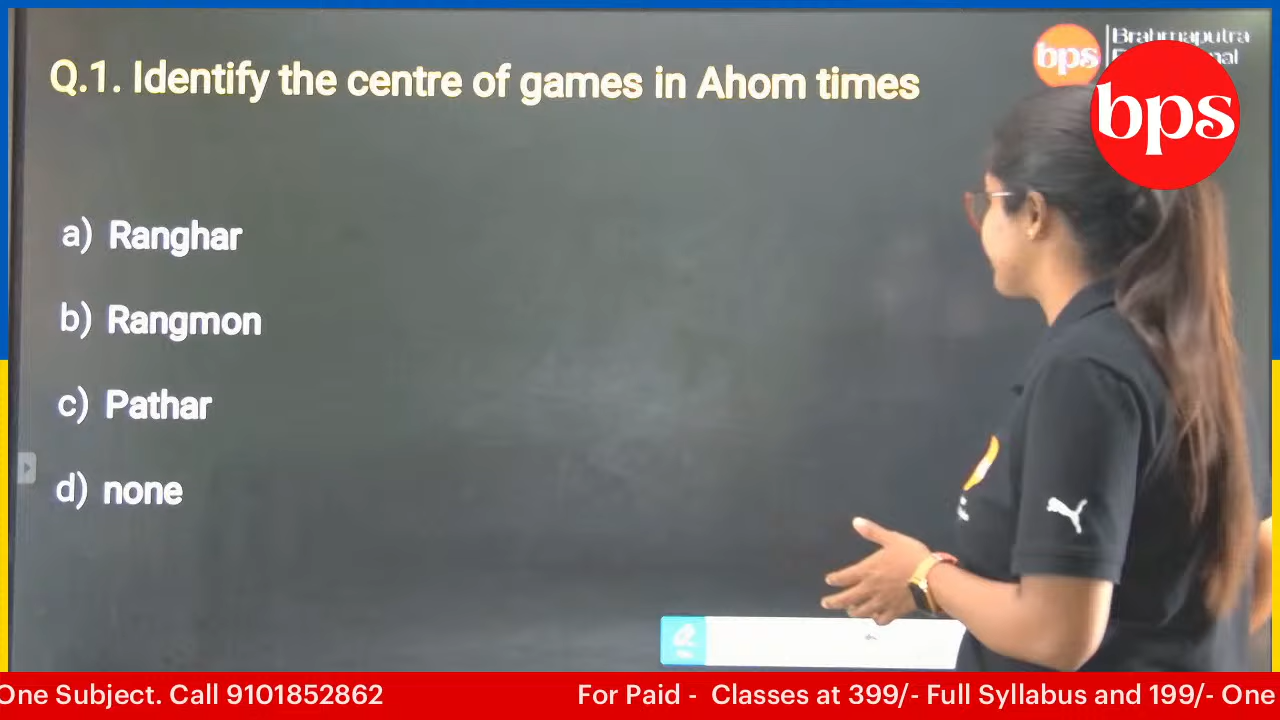 Q.1. Identify the centre of games in Ahom times
a) Ranghar
b) Rangmon
c) Pathar
d) none
bps
Brahmaputra
bps
One Subject. Call 9101852862
For Paid - Classes at 399/- Full Syllabus and 199/- One